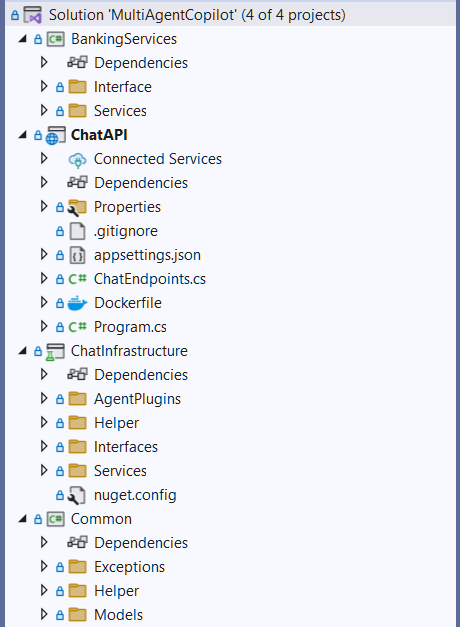 Solution 'MultiAgentCopilot' (4 of 4 projects)
C# BankingServices
Dependencies
Interface
Services
ChatAPI
Connected Services
Dependencies
Properties
.gitignore
appsettings.json
C# ChatEndpoints.cs
Dockerfile
C# Program.cs
ChatInfrastructure
Dependencies
AgentPlugins
Helper
Interfaces
Services
nuget.config
C# Common
Dependencies
Exceptions
Helper
Models